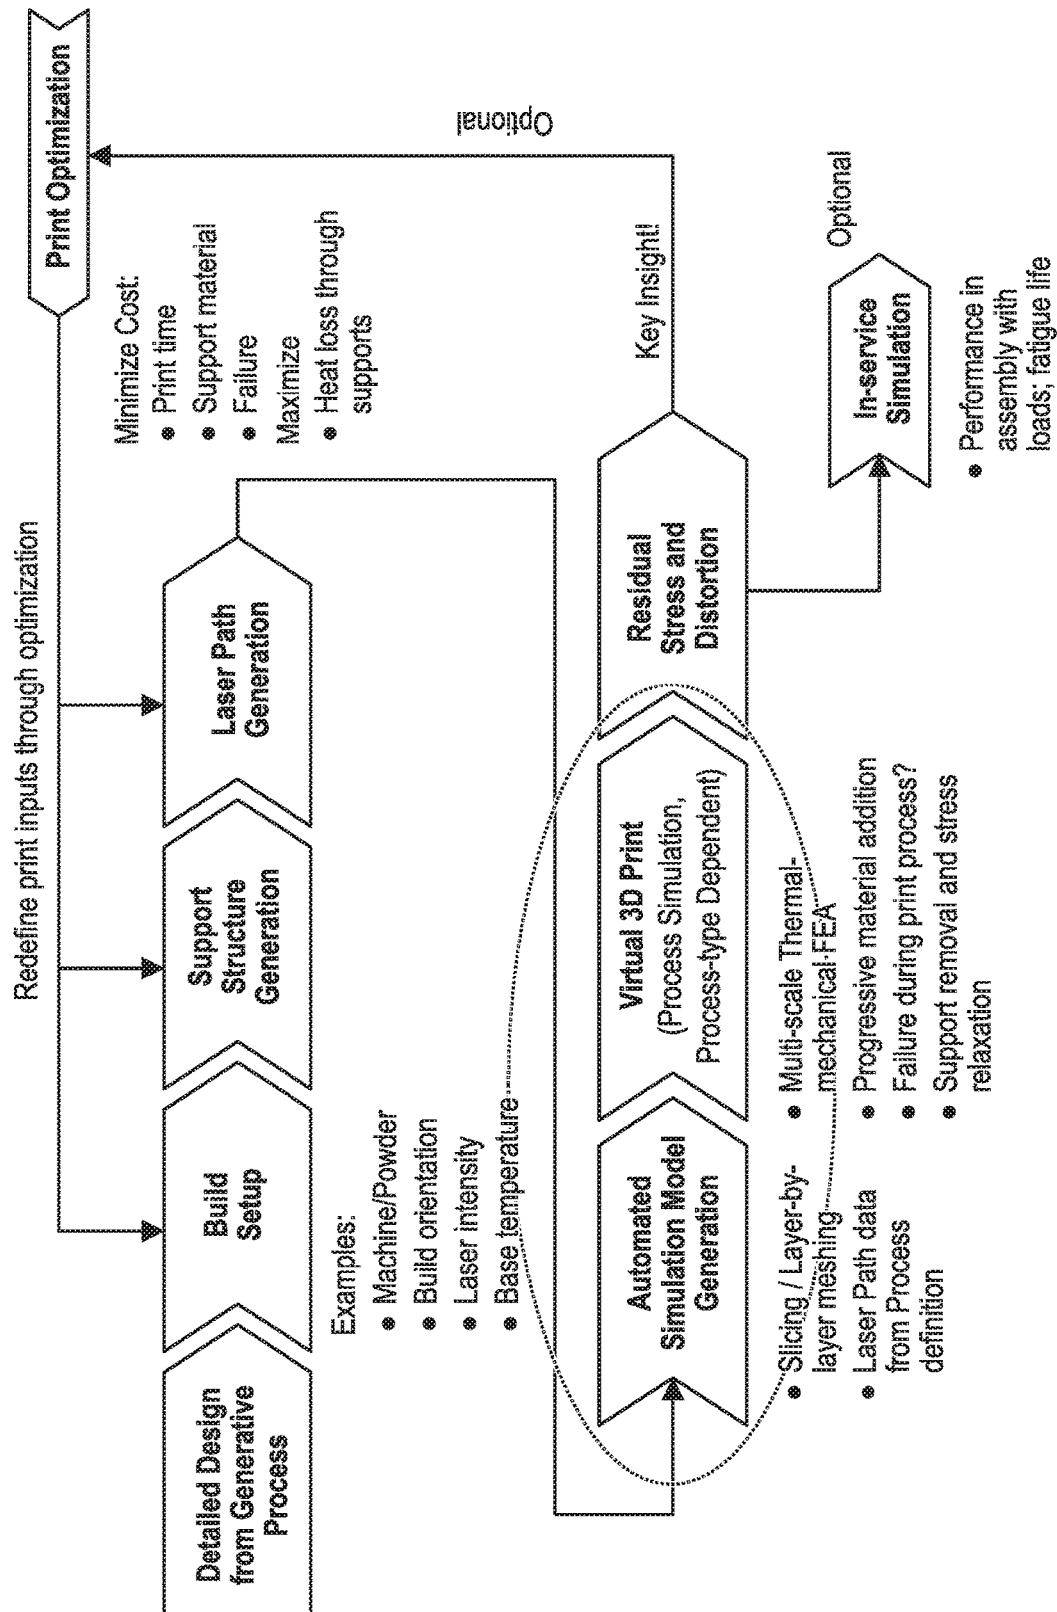 Print Optimization
Redefine print inputs through optimization
Minimize Cost:
● Print time
● Support material
● Failure
Maximize
● Heat loss through
supports
Optional
Detailed Design
from Generative
Process
Build
Setup
Support
Structure
Generation
Laser Path
Generation
Examples:
● Machine/Powder
● Build orientation
● Laser intensity
● Base temperature
Key Insight!
Automated
Simulation Model
Generation
Virtual 3D Print
(Process Simulation,
Process-type Dependent)
Residual
Stress and
Distortion
● Slicing / Layer-by-
layer meshing
● Laser Path data
from Process
definition
● Multi-scale Thermal-
mechanical-FEA
● Progressive material addition
● Failure during print process?
● Support removal and stress
relaxation
Optional
In-service
Simulation
● Performance in
assembly with
loads; fatigue life